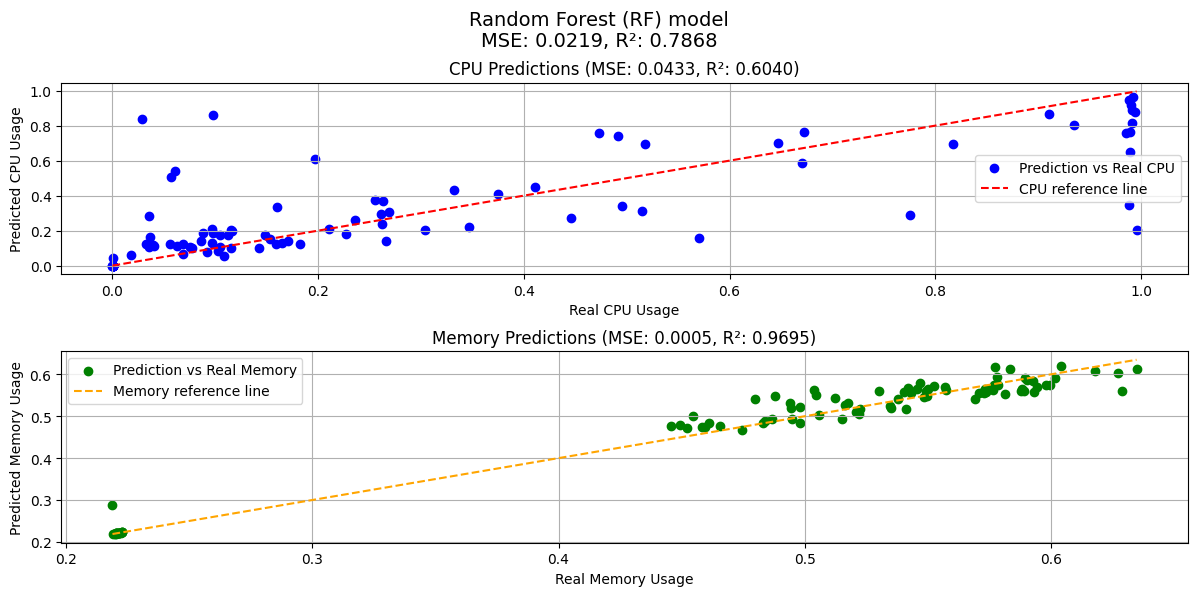 Random Forest (RF) model
MSE: 0.0219, R²: 0.7868
CPU Predictions (MSE: 0.0433, R²: 0.6040)
Predicted CPU Usage
1.0
0.8
0.6
0.4
0.2
0.0
Prediction vs Real CPU
CPU reference line
0.0 0.2 0.4 0.6 0.8 1.0
Real CPU Usage
Memory Predictions (MSE: 0.0005, R²: 0.9695)
Predicted Memory Usage
0.6
0.5
0.4
0.3
0.2
Prediction vs Real Memory
Memory reference line
0.2 0.3 0.4 0.5 0.6
Real Memory Usage